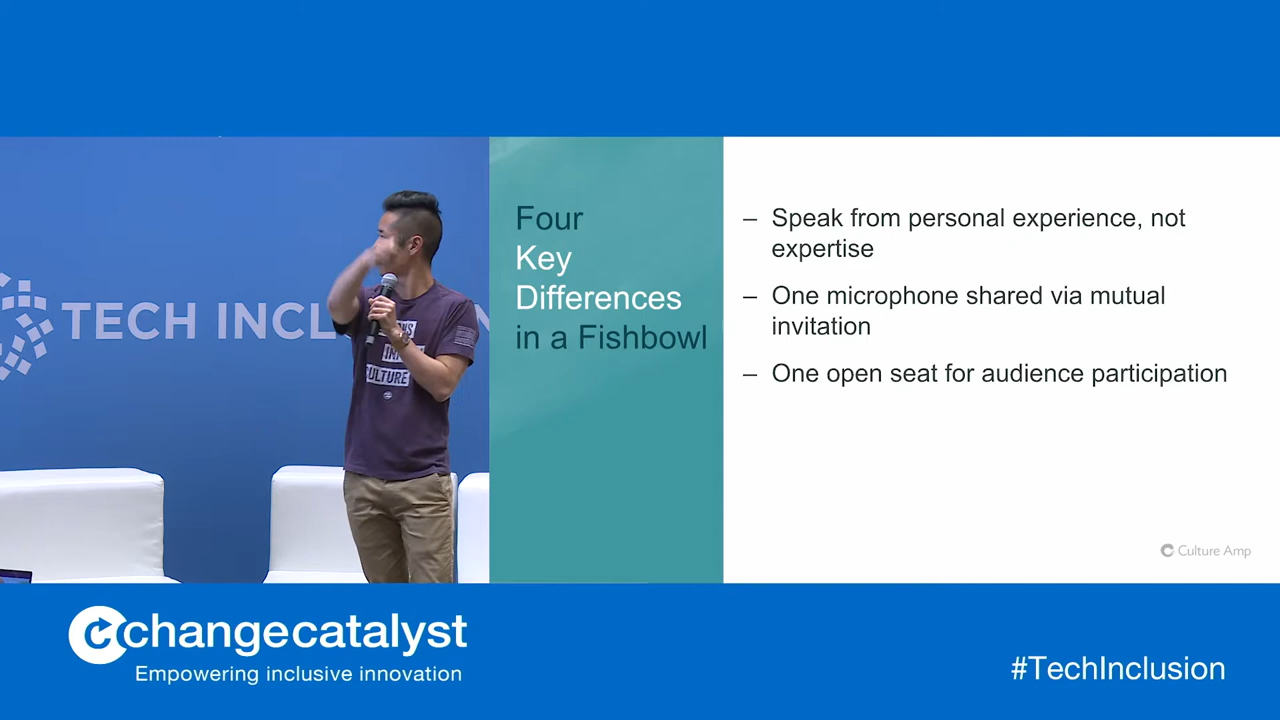 TECH INCL
N
CULTURE
Four
Key
Differences
in a Fishbowl
– Speak from personal experience, not
expertise
– One microphone shared via mutual
invitation
– One open seat for audience participation
Culture Amp
changecatalyst
Empowering inclusive innovation
#TechInclusion